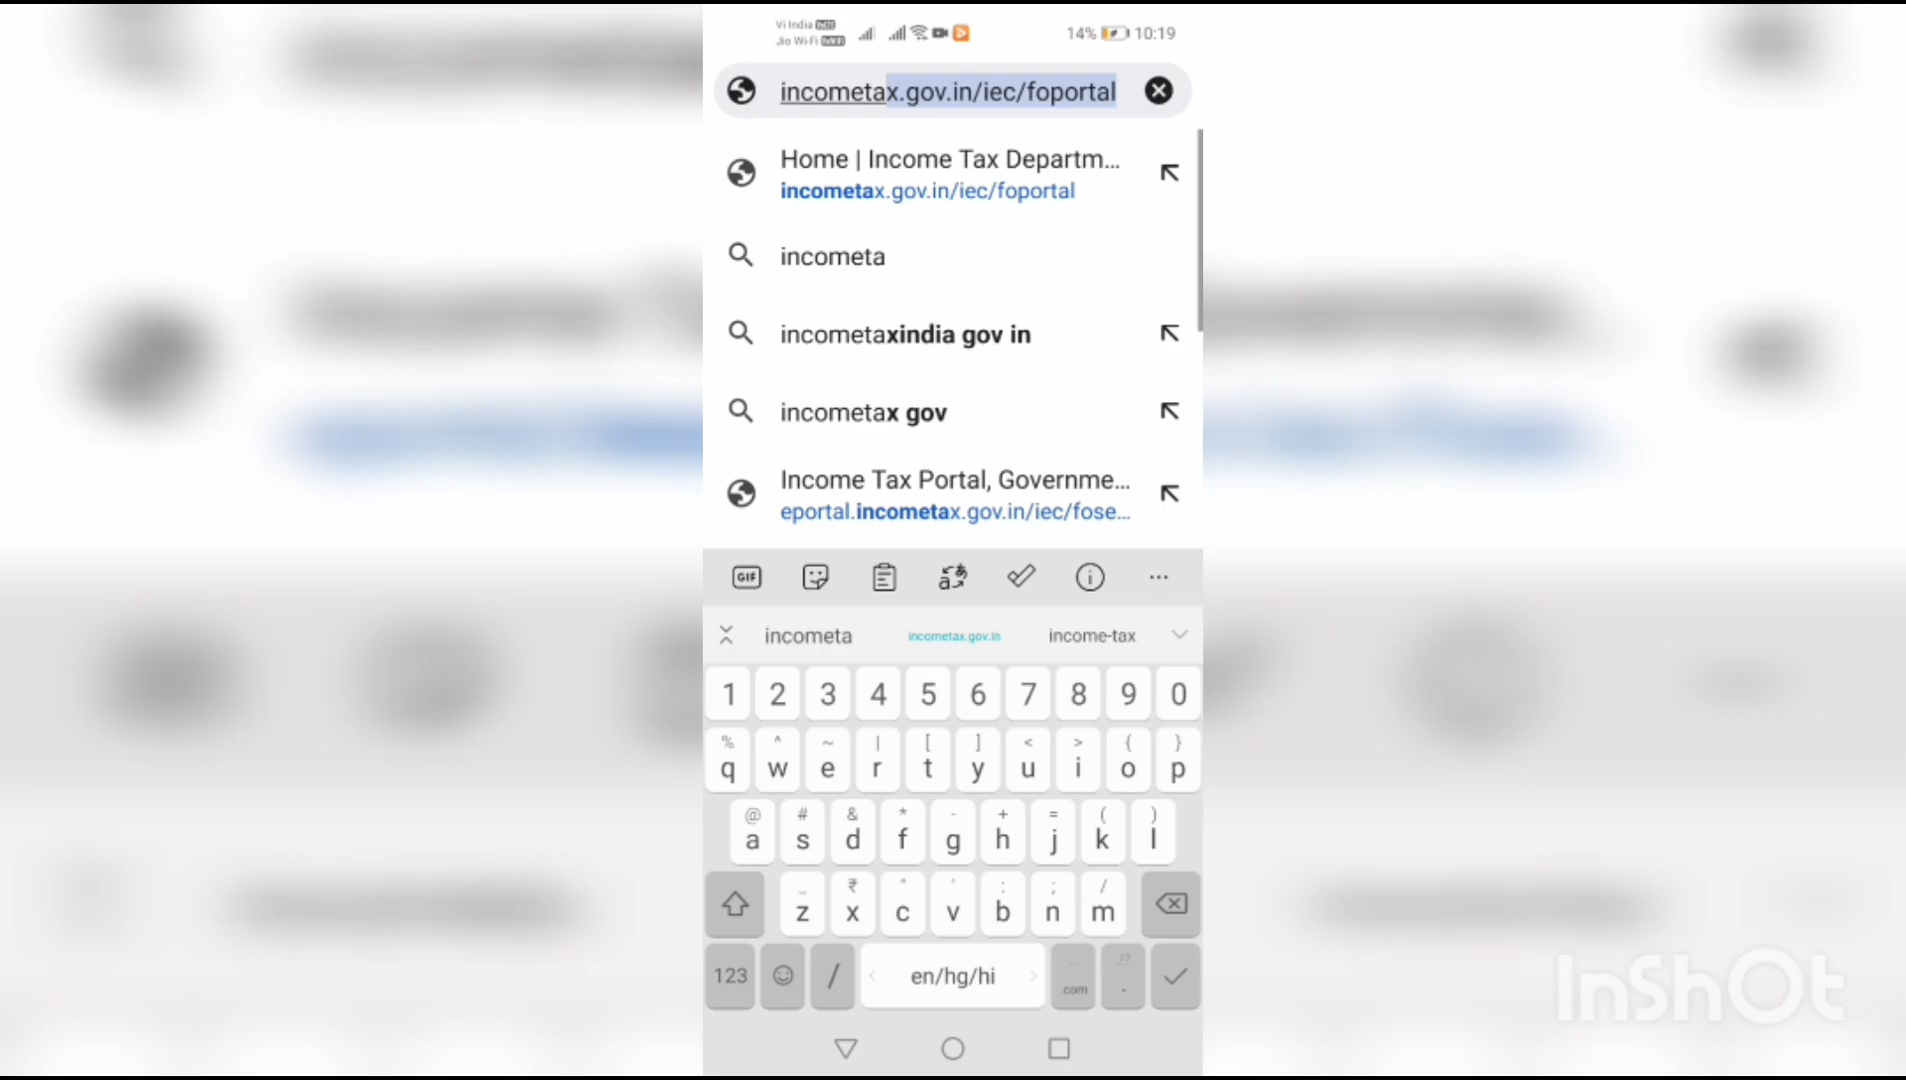 Vi India VoLTE
Jio Wi-Fi VoWiFi
14% 10:19
incometax.gov.in/iec/foportal
Home | Income Tax Departm...
incometax.gov.in/iec/foportal
incometa
incometaxindia gov in
incometax gov
Income Tax Portal, Governme...
eportal.incometax.gov.in/iec/fose...
GIF
incometa incometax.gov.in income-tax
1 2 3 4 5 6 7 8 9 0
% ^ ~ | [ ] < > { }
q w e r t y u i o p
@ # & * - + = ( )
a s d f g h j k l
_ ₹ " ' : ; /
z x c v b n m
123 / en/hg/hi .com !? .
InShOt